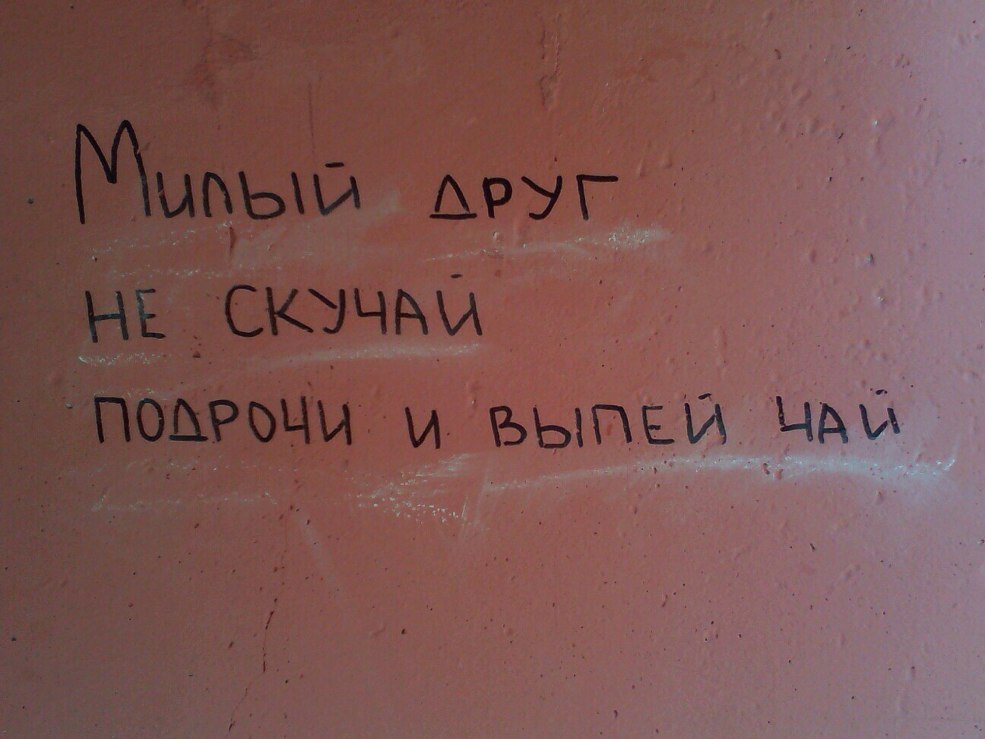 Милый друг
не скучай
подрочи и выпей чай